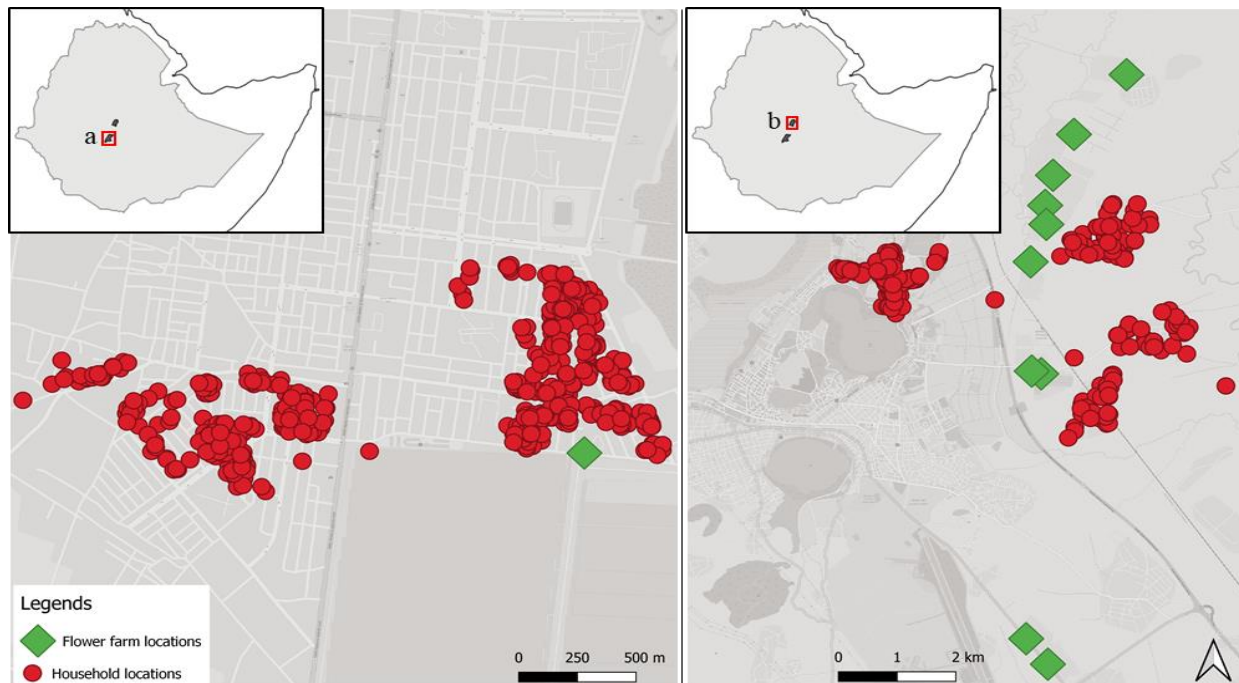 a
b
Legends
Flower farm locations
Household locations
0 250 500 m
0 1 2 km